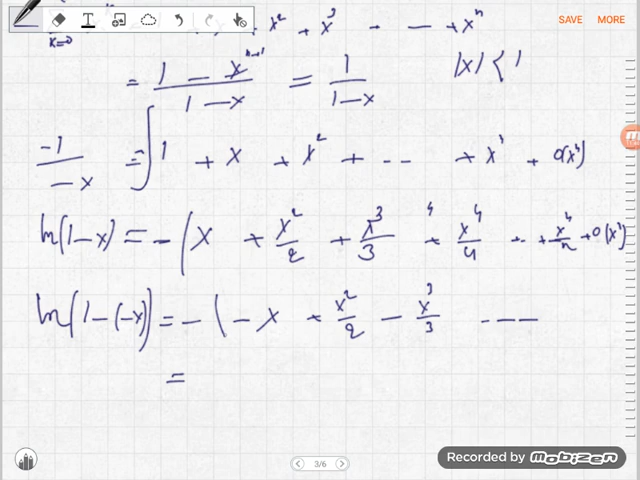 SAVE MORE
k=0 x² + x³ - — + xⁿ
= 1 - xⁿ⁺¹ / 1 - x = 1 / 1 - x |x| < 1
-1 / - x = ∫ 1 + x + x² + -- + xⁿ + o(xⁿ)
ln(1-x) = - (x + x²/2 + x³/3 + x⁴/4 -- + xⁿ/n + o(xⁿ)
ln(1-(-x)) = - (- x + x²/2 - x³/3 ----
=
3/6
Recorded by MOBIZEN